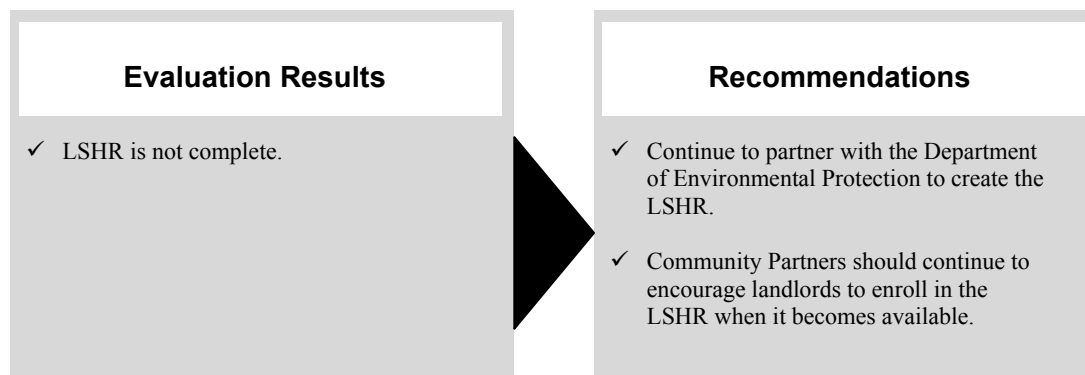 Evaluation Results
✓ LSHR is not complete.
Recommendations
✓ Continue to partner with the Department
of Environmental Protection to create the
LSHR.
✓ Community Partners should continue to
encourage landlords to enroll in the
LSHR when it becomes available.